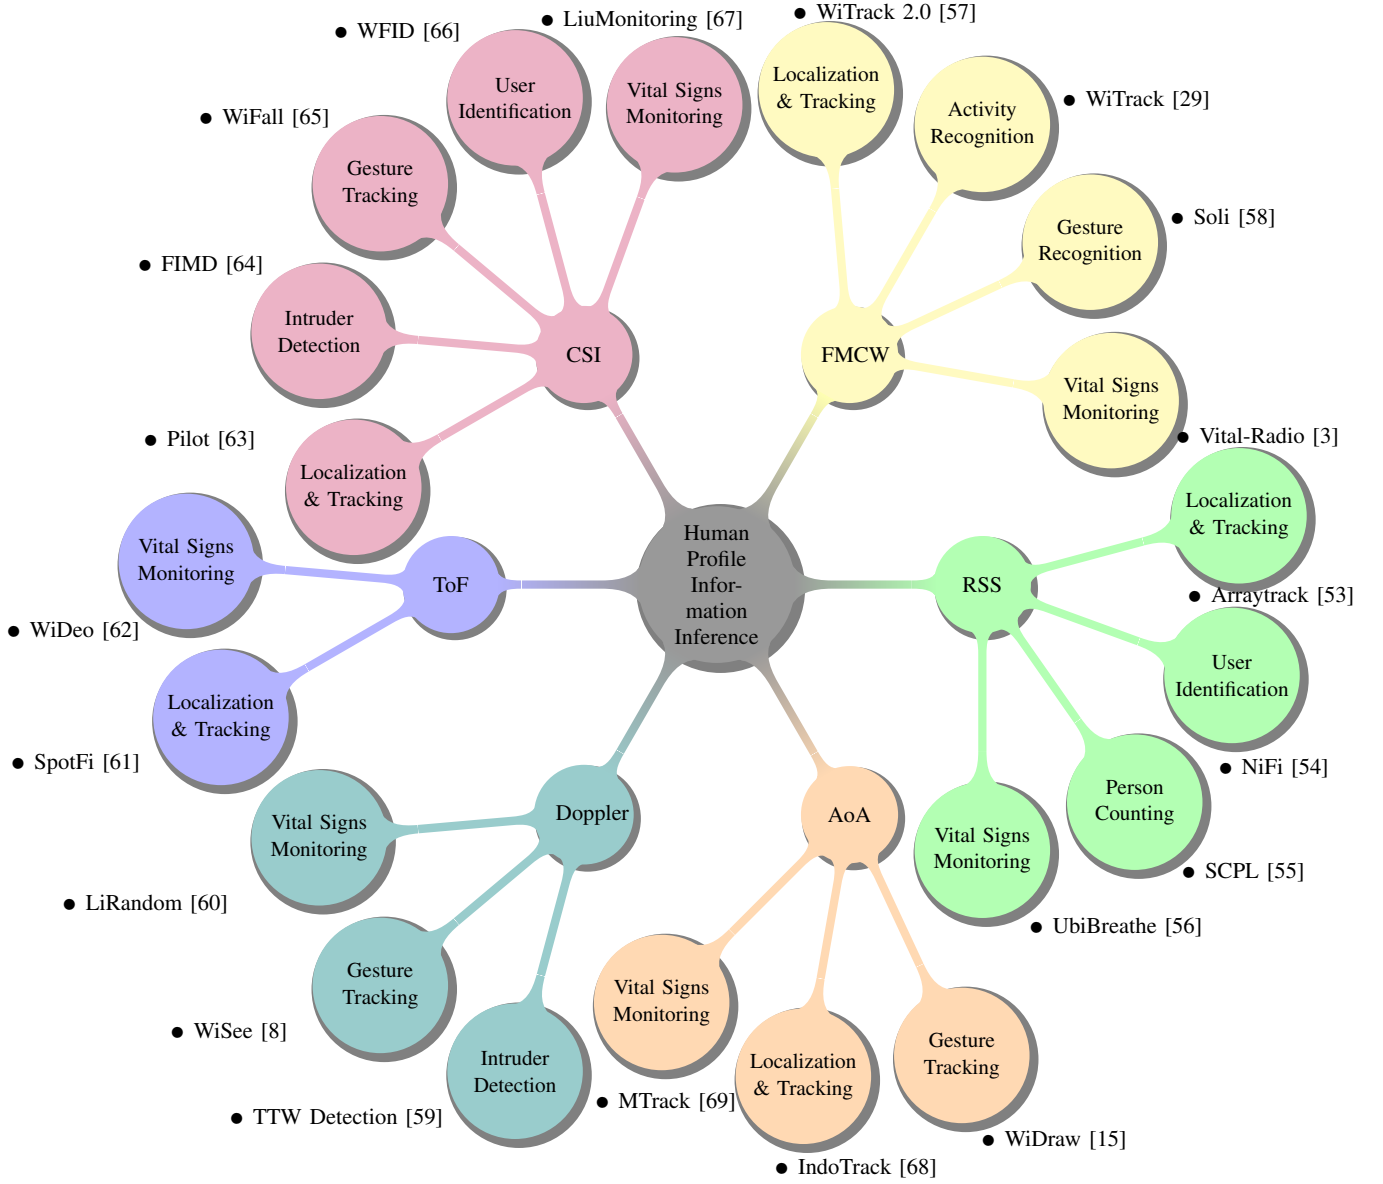 ● WiTrack 2.0 [57]
● LiuMonitoring [67]
● WFID [66]
Localization
& Tracking
User
Identification
Vital Signs
Monitoring
● WiTrack [29]
Activity
Recognition
● WiFall [65]
Gesture
Tracking
● Soli [58]
Gesture
Recognition
● FIMD [64]
Intruder
Detection
CSI
FMCW
Vital Signs
Monitoring
● Vital-Radio [3]
● Pilot [63]
Localization
& Tracking
Localization
& Tracking
Vital Signs
Monitoring
ToF
Human
Profile
Infor-
mation
Inference
RSS
● Arraytrack [53]
● WiDeo [62]
User
Identification
Localization
& Tracking
● SpotFi [61]
● NiFi [54]
Person
Counting
Vital Signs
Monitoring
Doppler
AoA
Vital Signs
Monitoring
● SCPL [55]
● LiRandom [60]
● UbiBreathe [56]
Gesture
Tracking
Vital Signs
Monitoring
● WiSee [8]
Gesture
Tracking
Intruder
Detection
Localization
& Tracking
● MTrack [69]
● TTW Detection [59]
● WiDraw [15]
● IndoTrack [68]